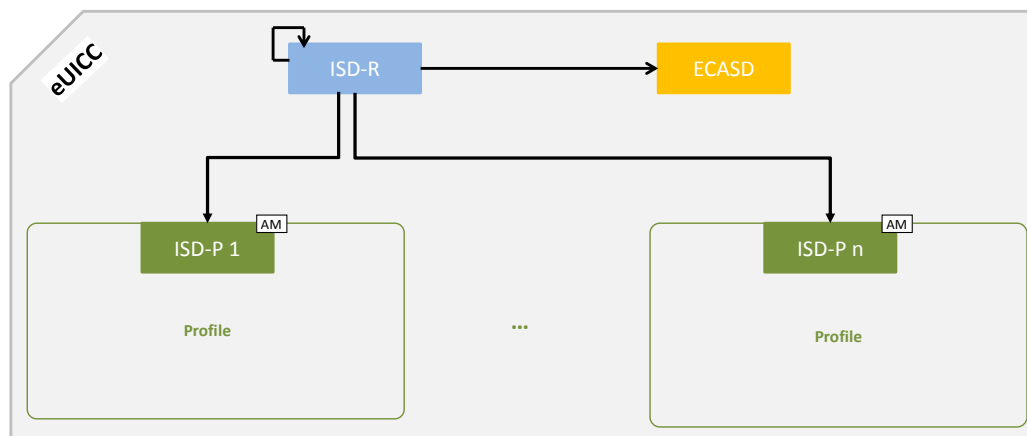 eUICC
ISD-R
ECASD
AM
ISD-P 1
AM
ISD-P n
Profile
...
Profile